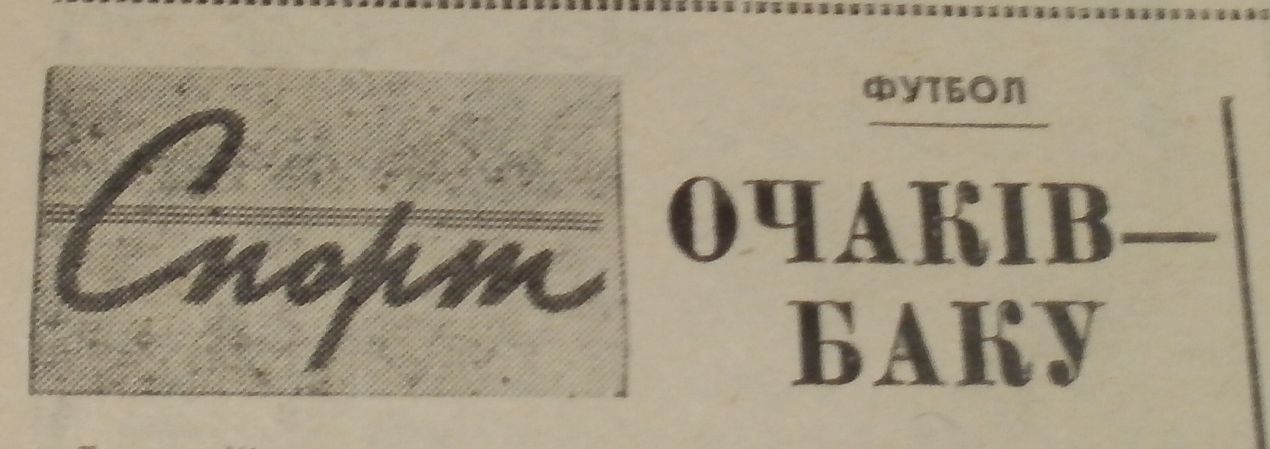 Спорт
ФУТБОЛ
ОЧАКІВ—
БАКУ